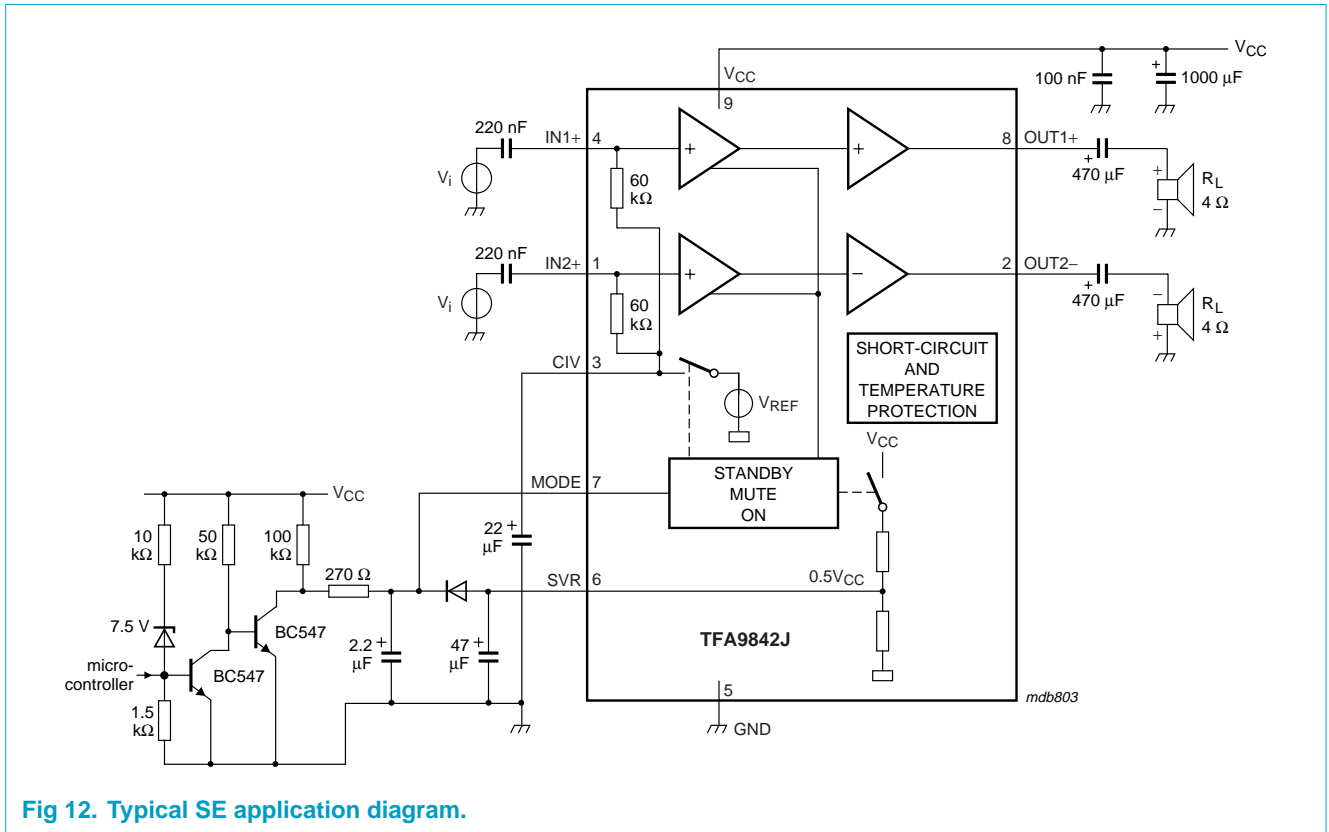 VCC
100 nF
+
1000 μF
VCC
9
220 nF
IN1+
4
+
+
8
OUT1+
+
470 μF
Vi
60
kΩ
+
−
RL
4 Ω
220 nF
IN2+
1
+
−
2
OUT2−
+
470 μF
Vi
60
kΩ
−
+
RL
4 Ω
CIV
3
VREF
SHORT-CIRCUIT
AND
TEMPERATURE
PROTECTION
VCC
MODE
7
STANDBY
MUTE
ON
VCC
10
kΩ
50
kΩ
100
kΩ
22
μF
+
270 Ω
SVR
6
0.5VCC
7.5 V
BC547
2.2
μF
+
47
μF
+
TFA9842J
micro-
controller
BC547
1.5
kΩ
5
GND
mdb803
Fig 12. Typical SE application diagram.